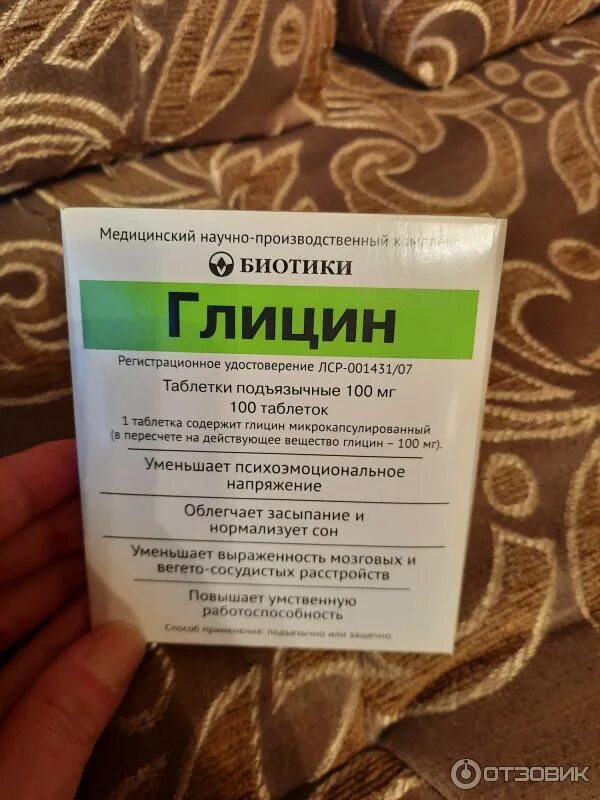 Медицинский научно-производственный комплекс
БИОТИКИ
Глицин
Регистрационное удостоверение ЛСР-001431/07
Таблетки подъязычные 100 мг
100 таблеток
1 таблетка содержит глицин микрокапсулированный
(в пересчете на действующее вещество глицин – 100 мг).
Уменьшает психоэмоциональное
напряжение
Облегчает засыпание и
нормализует сон
Уменьшает выраженность мозговых и
вегето-сосудистых расстройств
Повышает умственную
работоспособность
Способ применения: подъязычно или защечно.
ОТЗОВИК